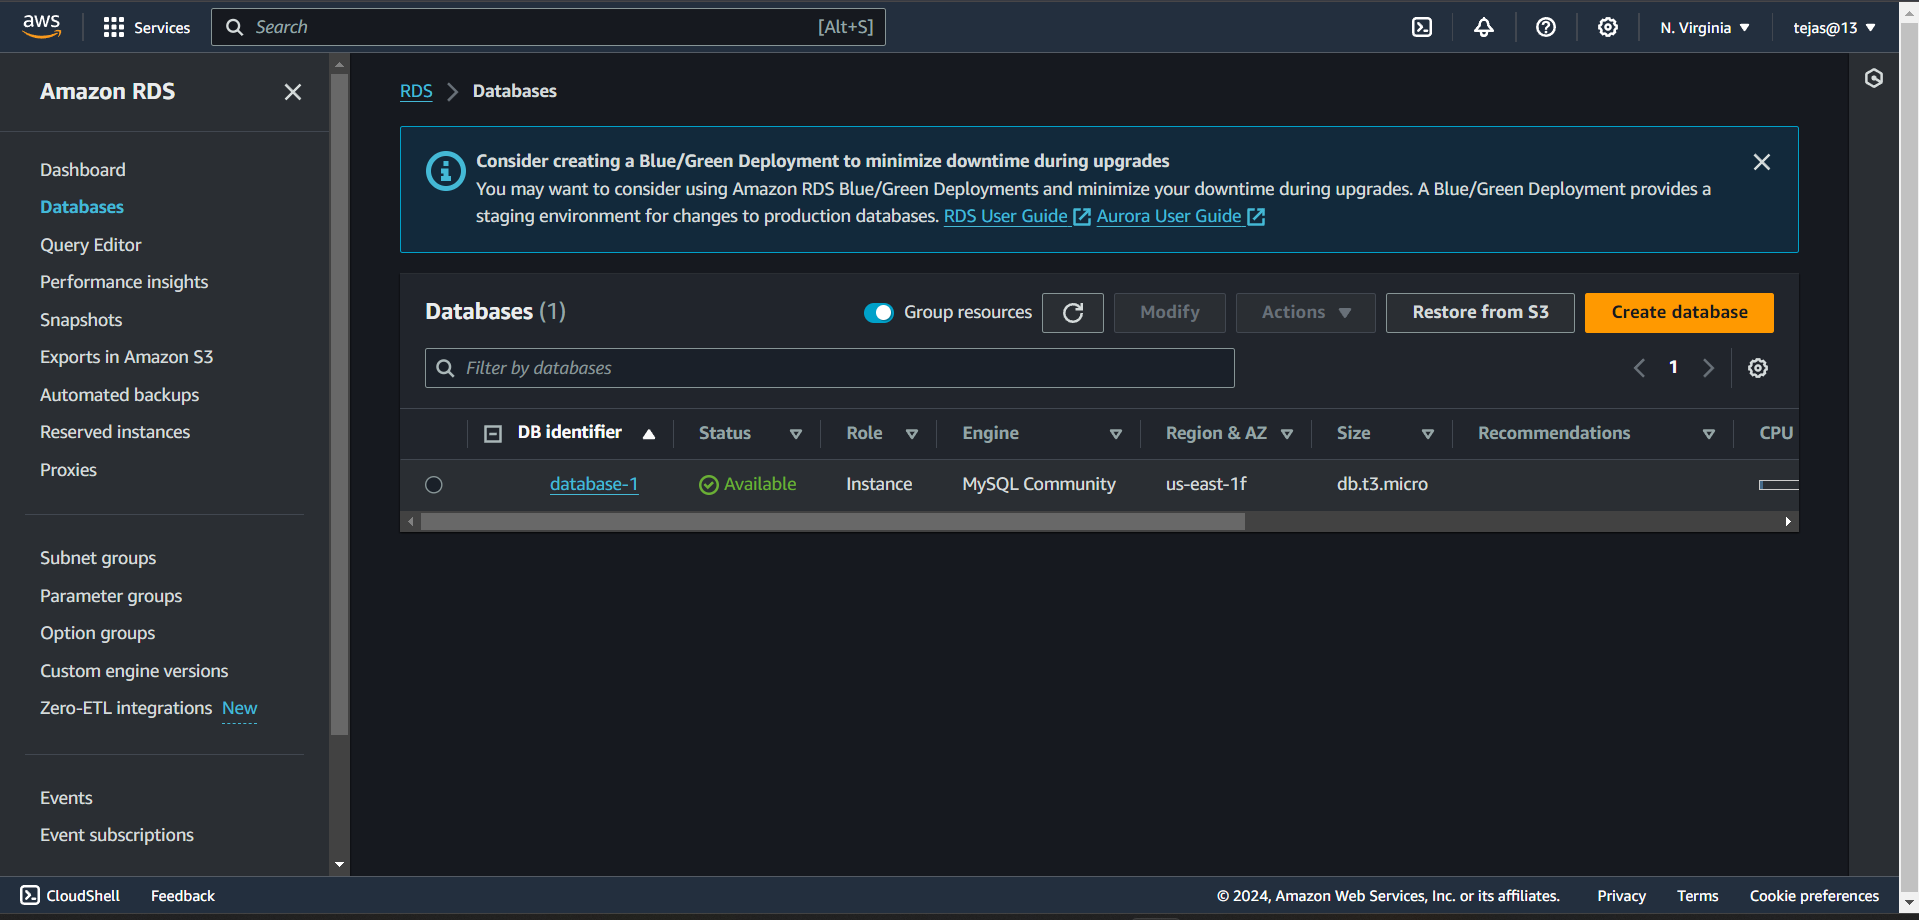 aws
Services
Search
[Alt+S]
N. Virginia
tejas@13
Amazon RDS
Dashboard
Databases
Query Editor
Performance insights
Snapshots
Exports in Amazon S3
Automated backups
Reserved instances
Proxies
Subnet groups
Parameter groups
Option groups
Custom engine versions
Zero-ETL integrations New
Events
Event subscriptions
RDS > Databases
Consider creating a Blue/Green Deployment to minimize downtime during upgrades
You may want to consider using Amazon RDS Blue/Green Deployments and minimize your downtime during upgrades. A Blue/Green Deployment provides a
staging environment for changes to production databases. RDS User Guide Aurora User Guide
Databases (1)
Group resources
Modify
Actions
Restore from S3
Create database
Filter by databases
1
DB identifier Status Role Engine Region & AZ Size Recommendations CPU
database-1 Available Instance MySQL Community us-east-1f db.t3.micro
CloudShell Feedback © 2024, Amazon Web Services, Inc. or its affiliates. Privacy Terms Cookie preferences